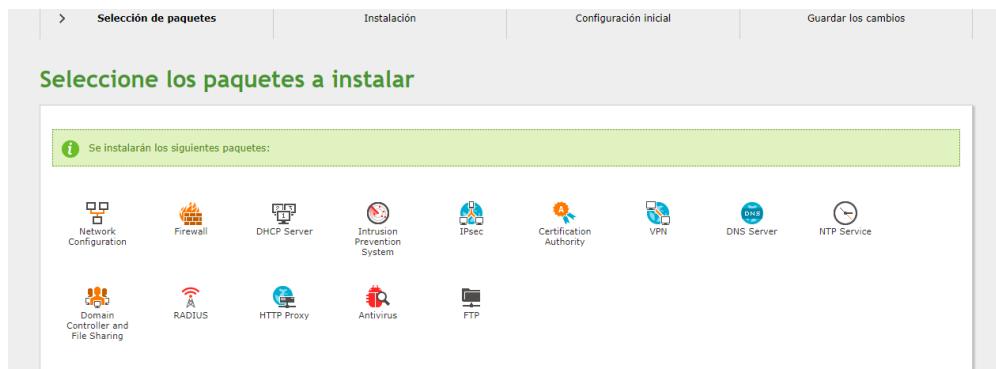 Selección de paquetes
Instalación
Configuración inicial
Guardar los cambios
Seleccione los paquetes a instalar
Se instalarán los siguientes paquetes:
Network
Configuration
Firewall
DHCP Server
Intrusion
Prevention
System
IPsec
Certification
Authority
VPN
DNS
DNS Server
NTP Service
Domain
Controller and
File Sharing
RADIUS
HTTP Proxy
Antivirus
FTP